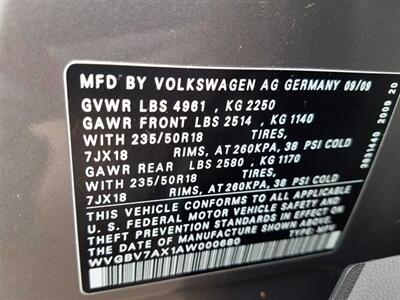 MFD BY VOLKSWAGEN AG GERMANY 09/09
GVWR LBS 4961 , KG 2250
GAWR FRONT LBS 2514 , KG 1140
WITH 235/50R18 TIRES,
7JX18 RIMS, AT 260KPA, 38 PSI COLD
GAWR REAR LBS 2580 , KG 1170
WITH 235/50R18 TIRES,
7JX18 RIMS, AT 260KPA, 38 PSI COLD
THIS VEHICLE CONFORMS TO ALL APPLICABLE
U.S. FEDERAL MOTOR VEHICLE SAFETY AND
THEFT PREVENTION STANDARDS IN EFFECT ON
THE DATE OF MANUFACTURE SHOWN ABOVE.
WVGBV7AX1AW000680 TYPE: MPV